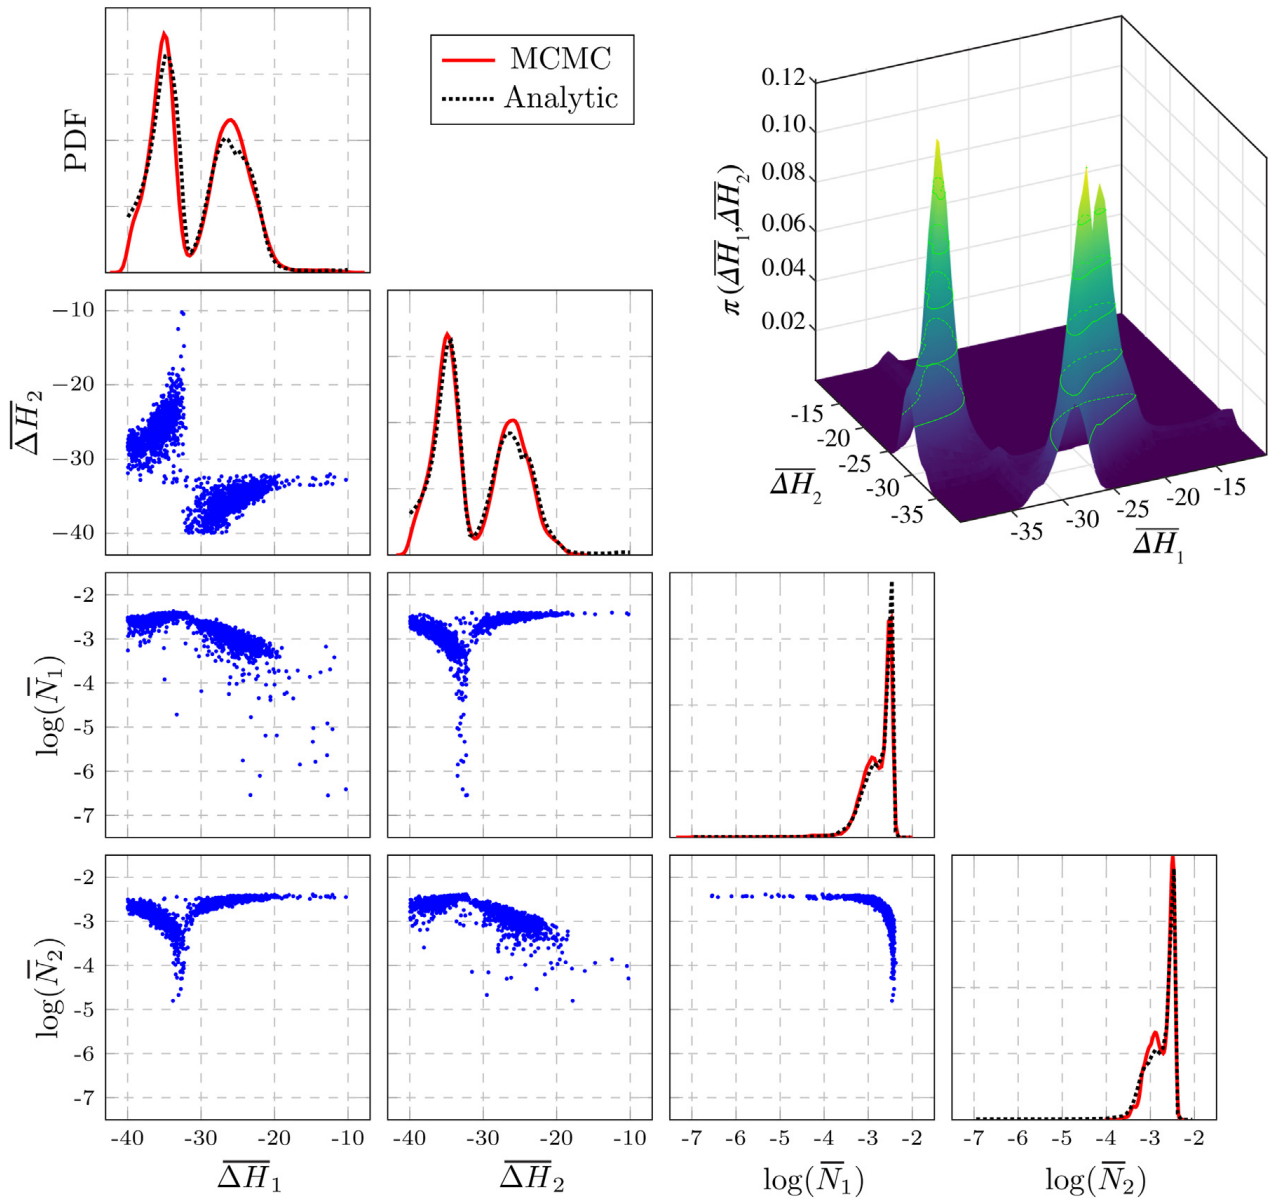 PDF
MCMC
Analytic
0.12
0.10
0.08
0.06
0.04
0.02
π(ΔH̅₁,ΔH̅₂)
-15
-20
-25
-30
-35
ΔH̅₂
-35
-30
-25
-20
-15
ΔH̅₁
−10
−20
−30
−40
ΔH̅₂
-2
-3
-4
-5
-6
-7
log(N̅₁)
-2
-3
-4
-5
-6
-7
log(N̅₂)
-40 -30 -20 -10
-40 -30 -20 -10
-7 -6 -5 -4 -3 -2
-7 -6 -5 -4 -3 -2
ΔH̅₁
ΔH̅₂
log(N̅₁)
log(N̅₂)